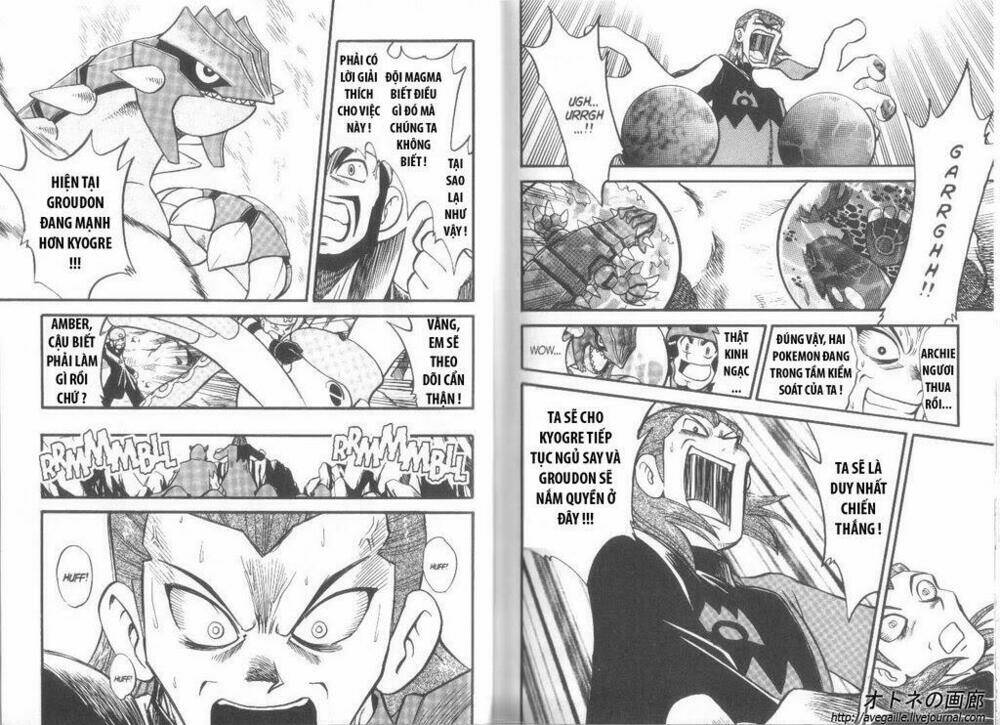 UGH...
URRGH
...!!
GARRGHH!!
ARCHIE
NGƯƠI
THUA
RỒI...
ĐÚNG VẬY, HAI
POKEMON ĐANG
TRONG TẦM KIỂM
SOÁT CỦA TA !
THẬT
KINH
NGẠC
...
WOW...
TA SẼ LÀ
DUY NHẤT
CHIẾN
THẮNG !
TA SẼ CHO
KYOGRE TIẾP
TỤC NGỦ SAY VÀ
GROUDON SẼ
NẮM QUYỀN Ở
ĐÂY !!!
TẠI
SAO
LẠI
NHƯ
VẬY !
ĐỘI MAGMA
BIẾT ĐIỀU
GÌ ĐÓ MÀ
CHÚNG TA
KHÔNG
BIẾT !
PHẢI CÓ
LỜI GIẢI
THÍCH
CHO VIỆC
NÀY !
HIỆN TẠI
GROUDON
ĐANG MẠNH
HƠN KYOGRE
!!!
AMBER,
CẬU BIẾT
PHẢI LÀM
GÌ RỒI
CHỨ ?
VÂNG,
EM SẼ
THEO
DÕI CẨN
THẬN !
RRMMMMBLL
RRMMMMBLL
HUFF!
HUFF!
HUFF!
オトネの画廊
http://avegaille.livejournal.com/